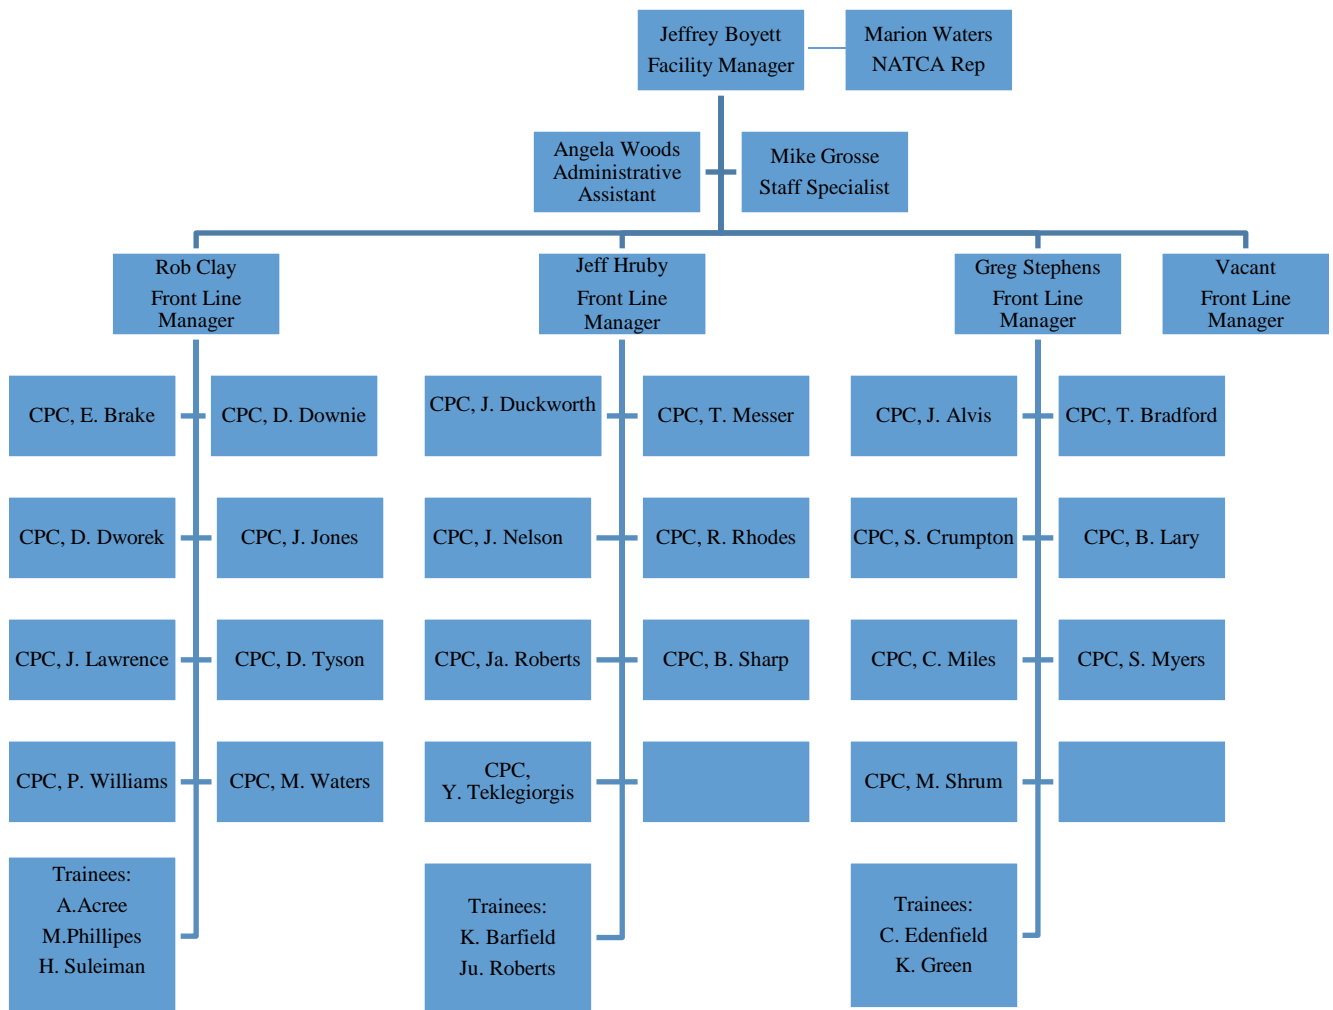 Jeffrey Boyett
Facility Manager
Marion Waters
NATCA Rep
Angela Woods
Administrative
Assistant
Mike Grosse
Staff Specialist
Rob Clay
Front Line
Manager
Jeff Hruby
Front Line
Manager
Greg Stephens
Front Line
Manager
Vacant
Front Line
Manager
CPC, E. Brake
CPC, D. Downie
CPC, J. Duckworth
CPC, T. Messer
CPC, J. Alvis
CPC, T. Bradford
CPC, D. Dworek
CPC, J. Jones
CPC, J. Nelson
CPC, R. Rhodes
CPC, S. Crumpton
CPC, B. Lary
CPC, J. Lawrence
CPC, D. Tyson
CPC, Ja. Roberts
CPC, B. Sharp
CPC, C. Miles
CPC, S. Myers
CPC, P. Williams
CPC, M. Waters
CPC,
Y. Teklegiorgis
CPC, M. Shrum
Trainees:
A.Acree
M.Phillipes
H. Suleiman
Trainees:
K. Barfield
Ju. Roberts
Trainees:
C. Edenfield
K. Green